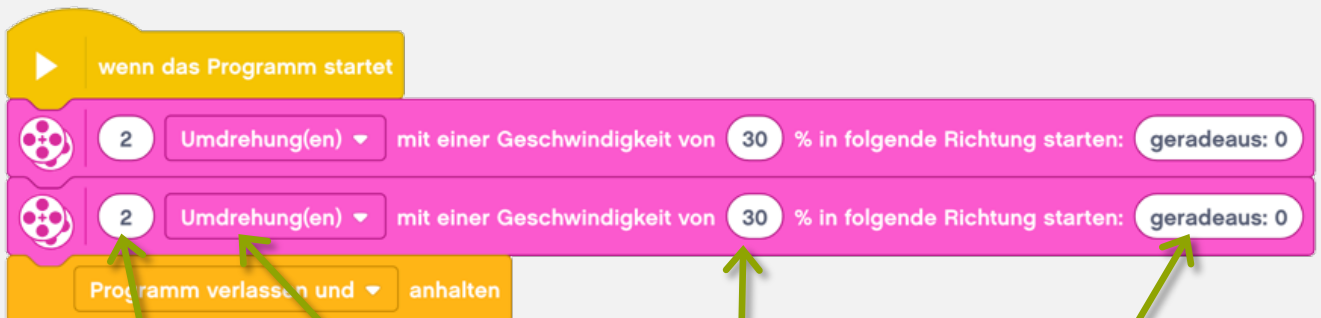 wenn das Programm startet
2 Umdrehung(en) mit einer Geschwindigkeit von 30 % in folgende Richtung starten: geradeaus: 0
2 Umdrehung(en) mit einer Geschwindigkeit von 30 % in folgende Richtung starten: geradeaus: 0
Programm verlassen und anhalten